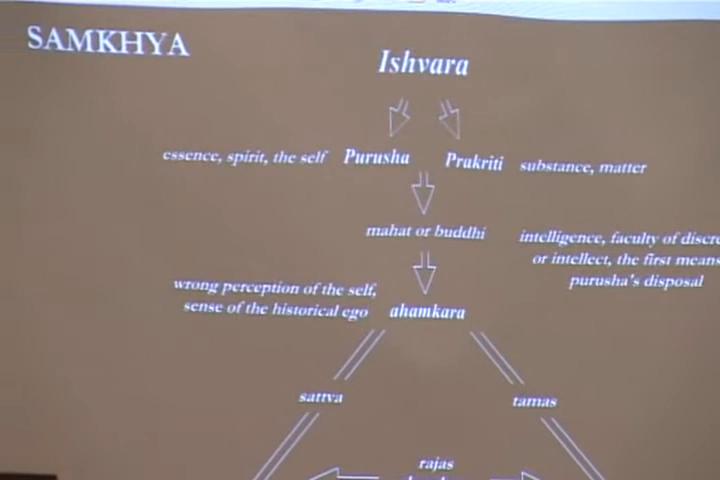 SAMKHYA
Ishvara
essence, spirit, the self Purusha Prakriti substance, matter
mahat or buddhi
intelligence, faculty of
or intellect, the first means
purusha's disposal
wrong perception of the self,
sense of the historical ego ahamkara
sattva tamas
rajas